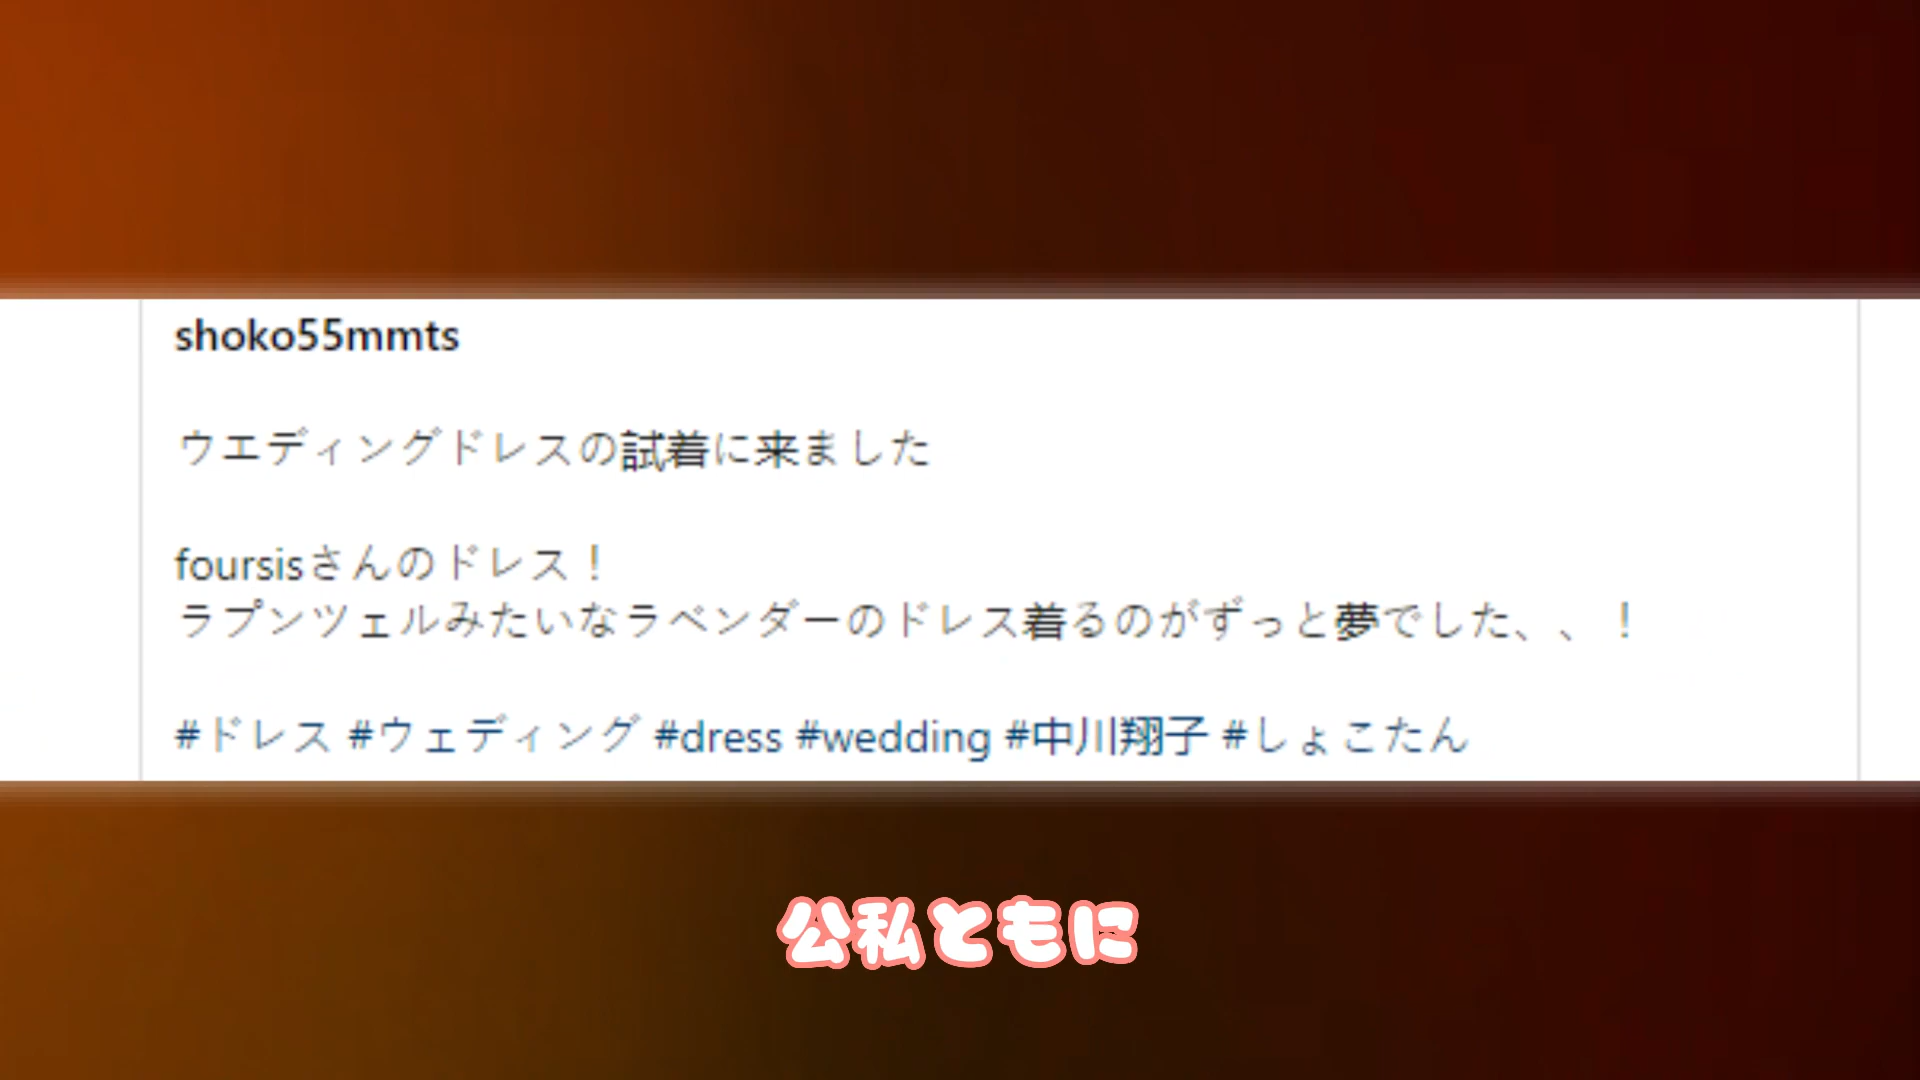 shoko55mmts
ウエディングドレスの試着に来ました
foursisさんのドレス！
ラプンツェルみたいなラベンダーのドレス着るのがずっと夢でした、、！
#ドレス #ウェディング #dress #wedding #中川翔子 #しょこたん
公私ともに